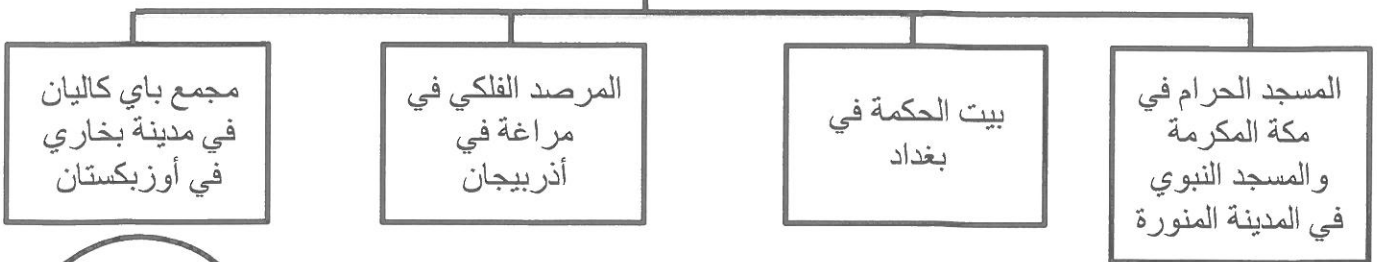 المسجد الحرام في
مكة المكرمة
والمسجد النبوي
في المدينة المنورة
بيت الحكمة في
بغداد
المرصد الفلكي في
مراغة في
أذربيجان
مجمع باي كاليان
في مدينة بخاري
في أوزبكستان